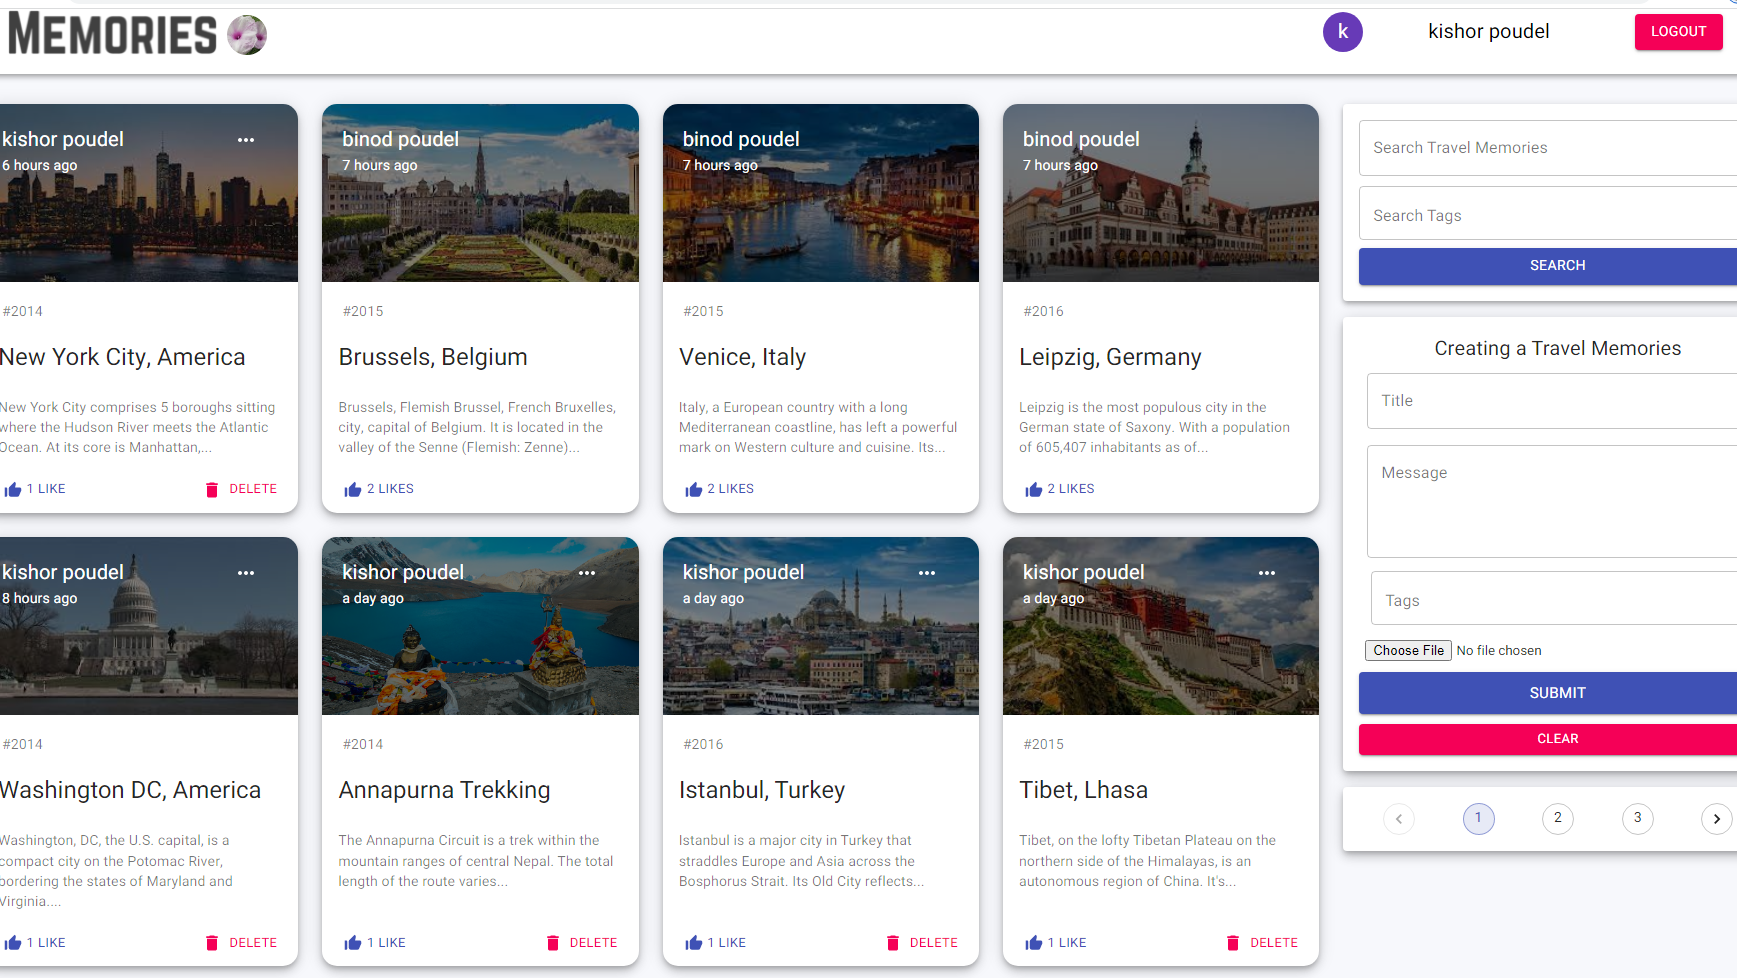 MEMORIES
k
kishor poudel
LOGOUT
kishor poudel
6 hours ago
#2014
New York City, America
New York City comprises 5 boroughs sitting
where the Hudson River meets the Atlantic
Ocean. At its core is Manhattan,...
1 LIKE
DELETE
binod poudel
7 hours ago
#2015
Brussels, Belgium
Brussels, Flemish Brussel, French Bruxelles,
city, capital of Belgium. It is located in the
valley of the Senne (Flemish: Zenne)...
2 LIKES
binod poudel
7 hours ago
#2015
Venice, Italy
Italy, a European country with a long
Mediterranean coastline, has left a powerful
mark on Western culture and cuisine. Its...
2 LIKES
binod poudel
7 hours ago
#2016
Leipzig, Germany
Leipzig is the most populous city in the
German state of Saxony. With a population
of 605,407 inhabitants as of...
2 LIKES
kishor poudel
8 hours ago
#2014
Washington DC, America
Washington, DC, the U.S. capital, is a
compact city on the Potomac River,
bordering the states of Maryland and
Virginia....
1 LIKE
DELETE
kishor poudel
a day ago
#2014
Annapurna Trekking
The Annapurna Circuit is a trek within the
mountain ranges of central Nepal. The total
length of the route varies...
1 LIKE
DELETE
kishor poudel
a day ago
#2016
Istanbul, Turkey
Istanbul is a major city in Turkey that
straddles Europe and Asia across the
Bosphorus Strait. Its Old City reflects...
1 LIKE
DELETE
kishor poudel
a day ago
#2015
Tibet, Lhasa
Tibet, on the lofty Tibetan Plateau on the
northern side of the Himalayas, is an
autonomous region of China. It's...
1 LIKE
DELETE
Search Travel Memories
Search Tags
SEARCH
Creating a Travel Memories
Title
Message
Tags
Choose File No file chosen
SUBMIT
CLEAR
1 2 3